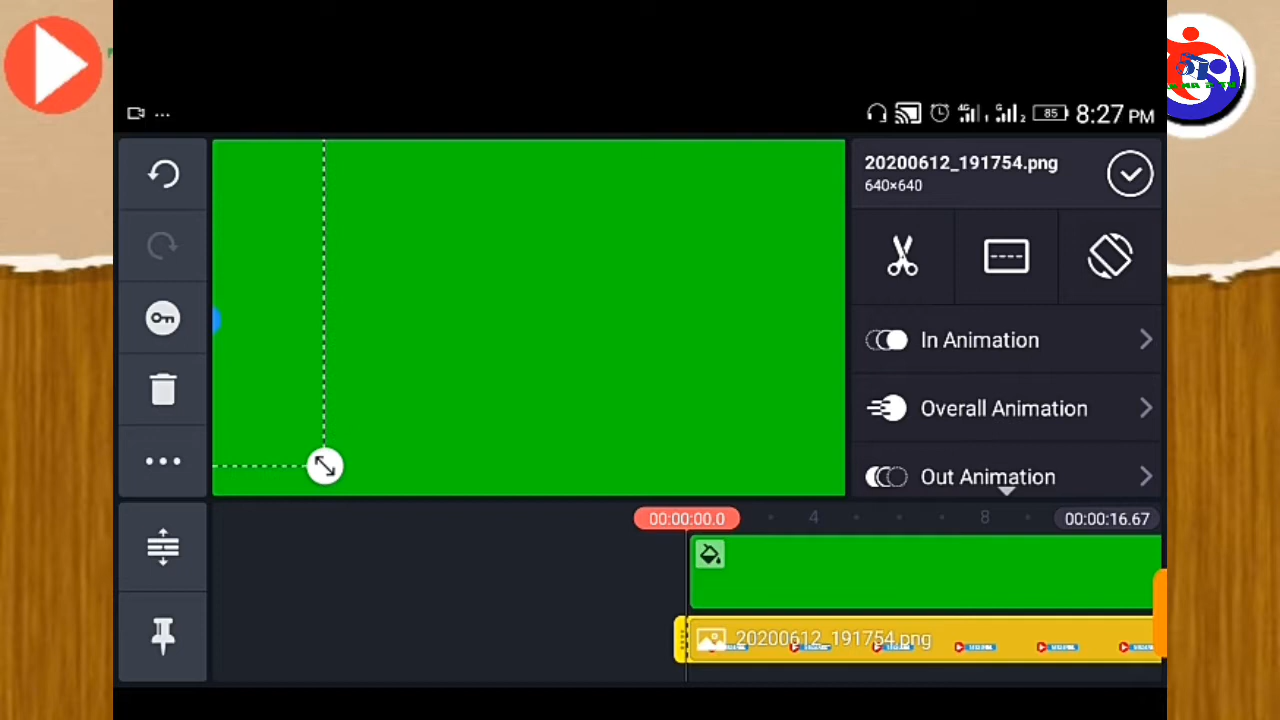 85 8:27 PM
20200612_191754.png
640×640
In Animation
Overall Animation
Out Animation
00:00:00.0 4 8 00:00:16.67
20200612_191754.png